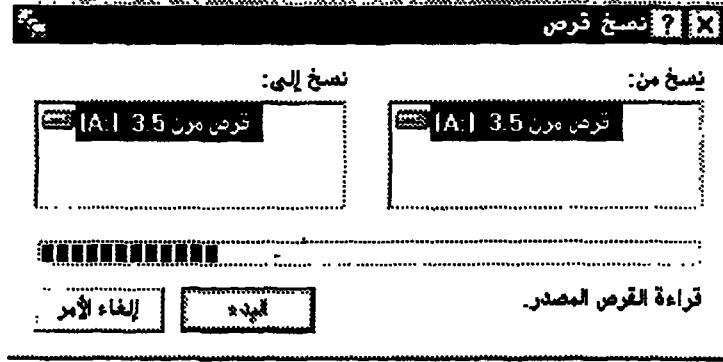 نسخ قرص
نسخ من:
نسخ إلى:
قرص مرن 3.5 (A:)
قرص مرن 3.5 (A:)
قراءة القرص المصدر.
البدء
إلغاء الأمر